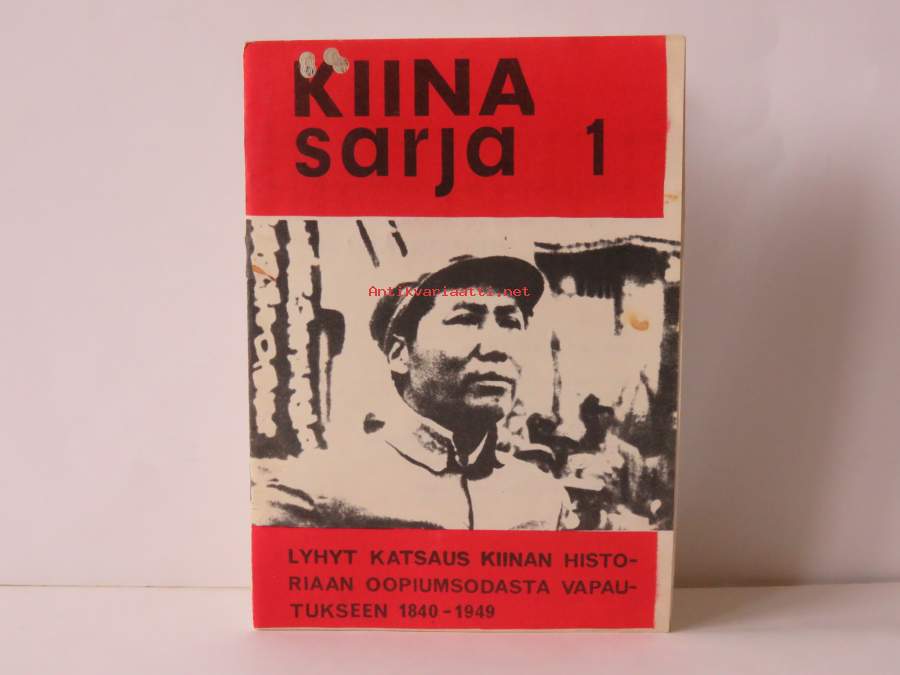 KIINA
sarja 1
Antikvariaatti.net
LYHYT KATSAUS KIINAN HISTO-
RIAAN OOPIUMSODASTA VAPAU-
TUKSEEN 1840-1949